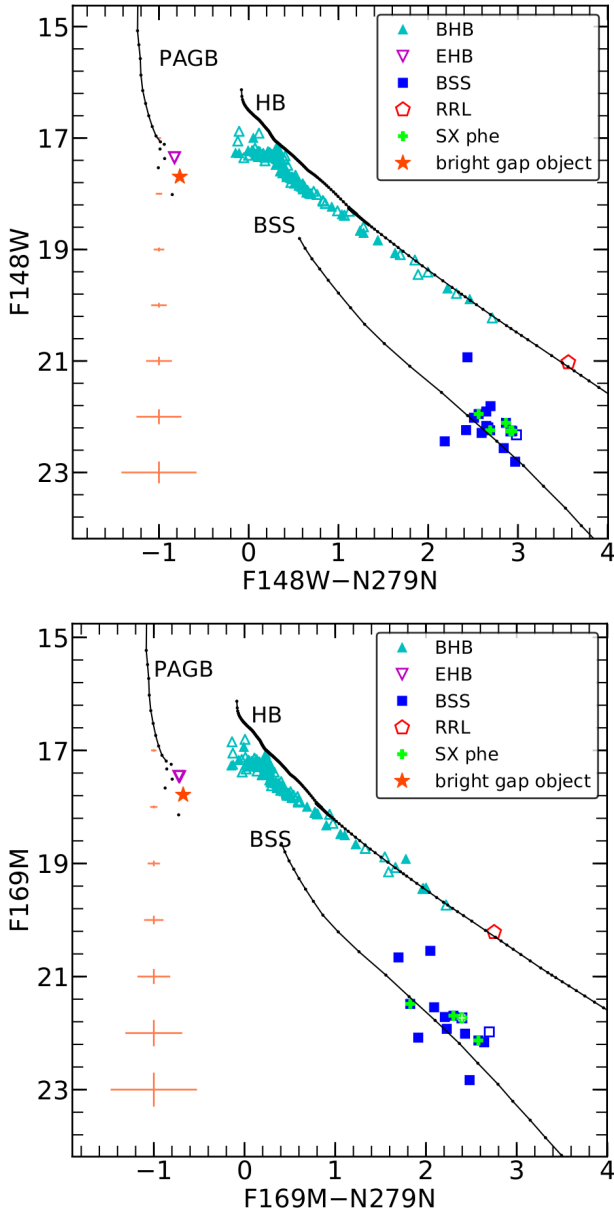 15
17
19
21
23
F148W
PAGB
HB
BSS
BHB
EHB
BSS
RRL
SX phe
bright gap object
−1
0
1
2
3
4
F148W−N279N
15
17
19
21
23
F169M
PAGB
HB
BSS
BHB
EHB
BSS
RRL
SX phe
bright gap object
−1
0
1
2
3
4
F169M−N279N